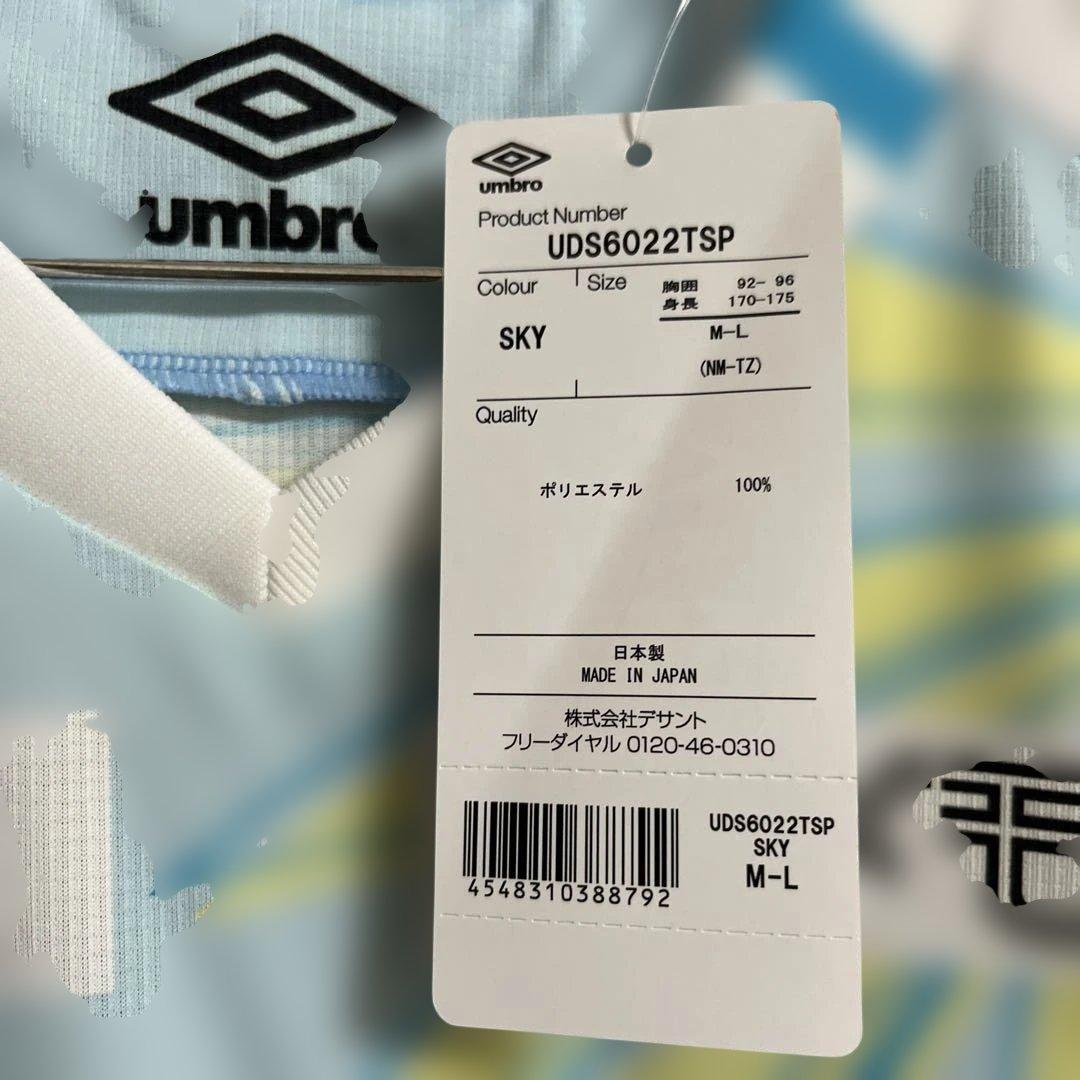 umbro
umbro
Product Number
UDS6022TSP
Colour
Size
胸囲 92-96
身長 170-175
SKY
M-L
(NM-TZ)
Quality
ポリエステル 100%
日本製
MADE IN JAPAN
株式会社デサント
フリーダイヤル 0120-46-0310
4548310388792
UDS6022TSP
SKY
M-L